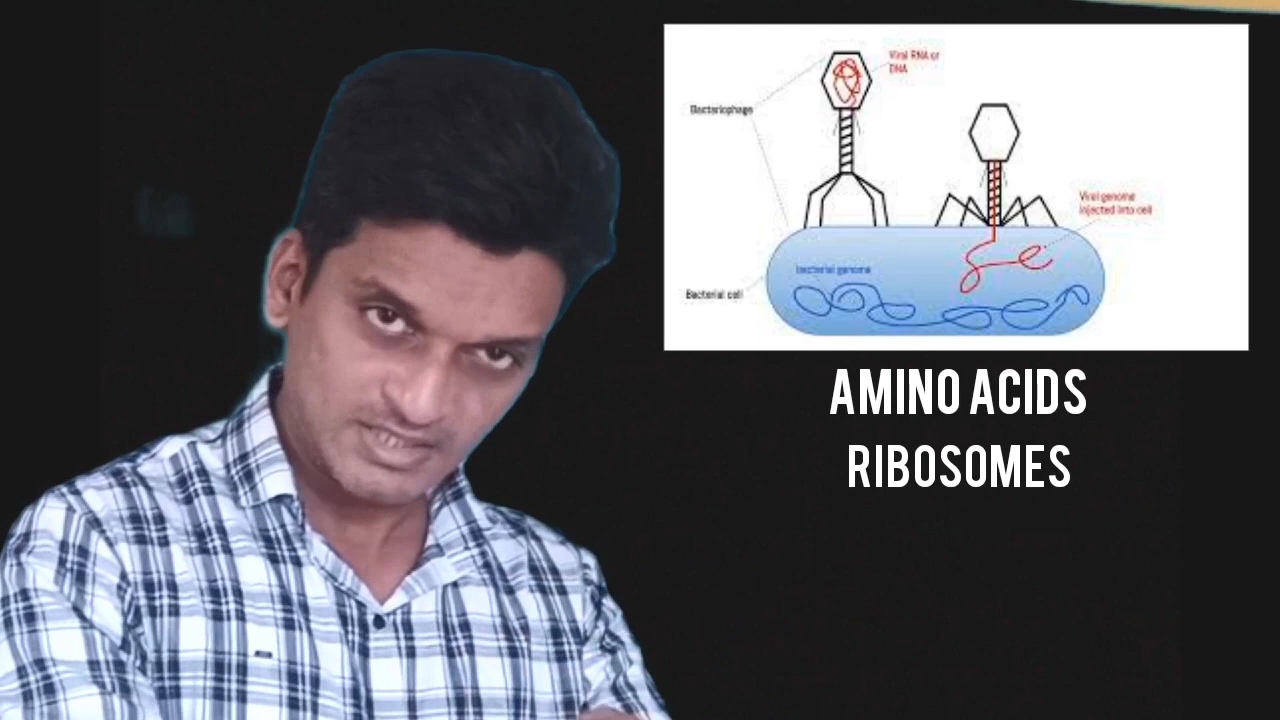 Viral RNA or
DNA
Bacteriophage
Viral genome
injected into cell
bacterial genome
Bacterial cell
AMINO ACIDS
RIBOSOMES